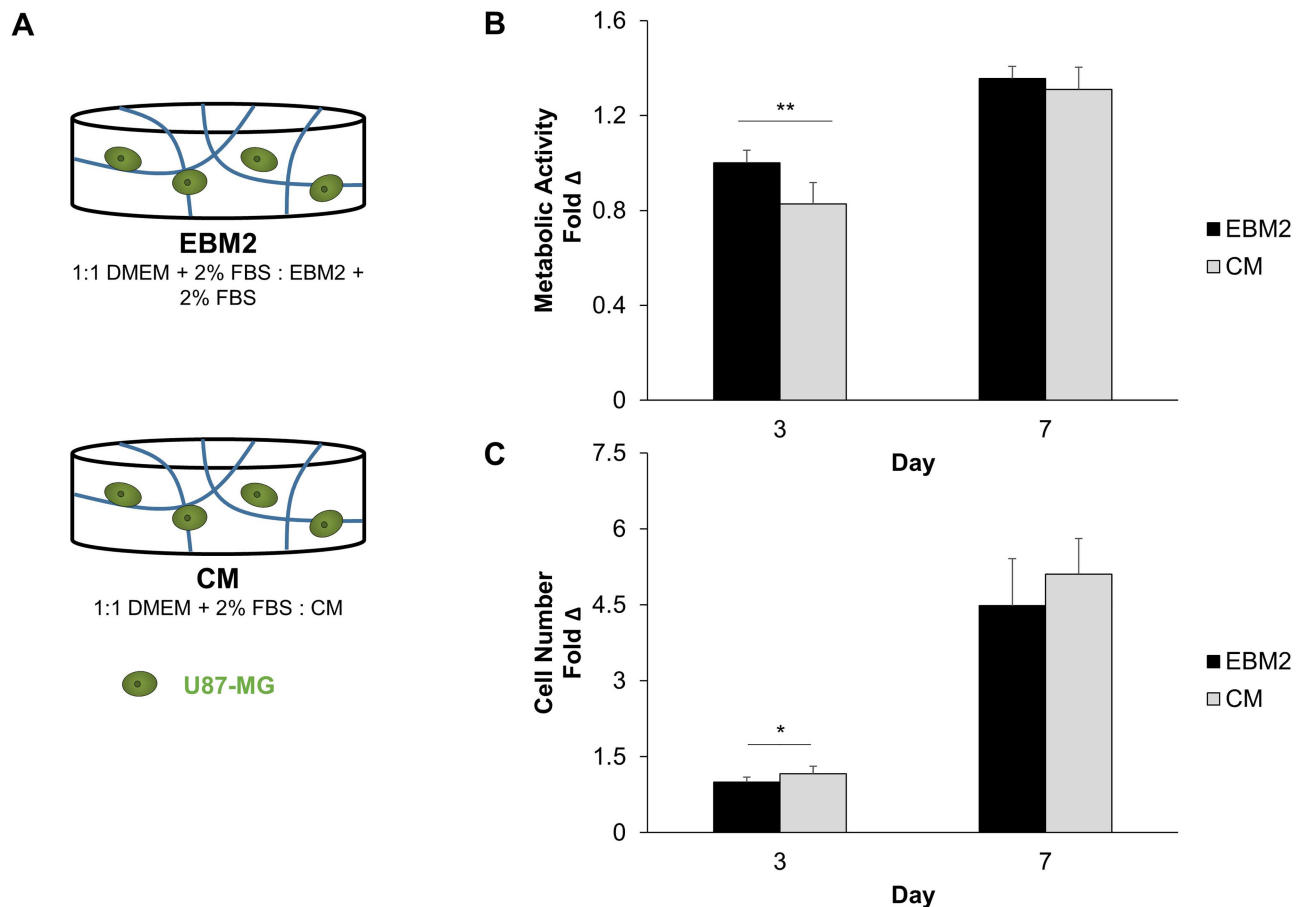 A
EBM2
1:1 DMEM + 2% FBS : EBM2 +
2% FBS
CM
1:1 DMEM + 2% FBS : CM
U87-MG
B
Metabolic Activity
Fold Δ
1.6
1.2
0.8
0.4
0
**
3
7
Day
EBM2
CM
C
Cell Number
Fold Δ
7.5
6
4.5
3
1.5
0
*
3
7
Day
EBM2
CM